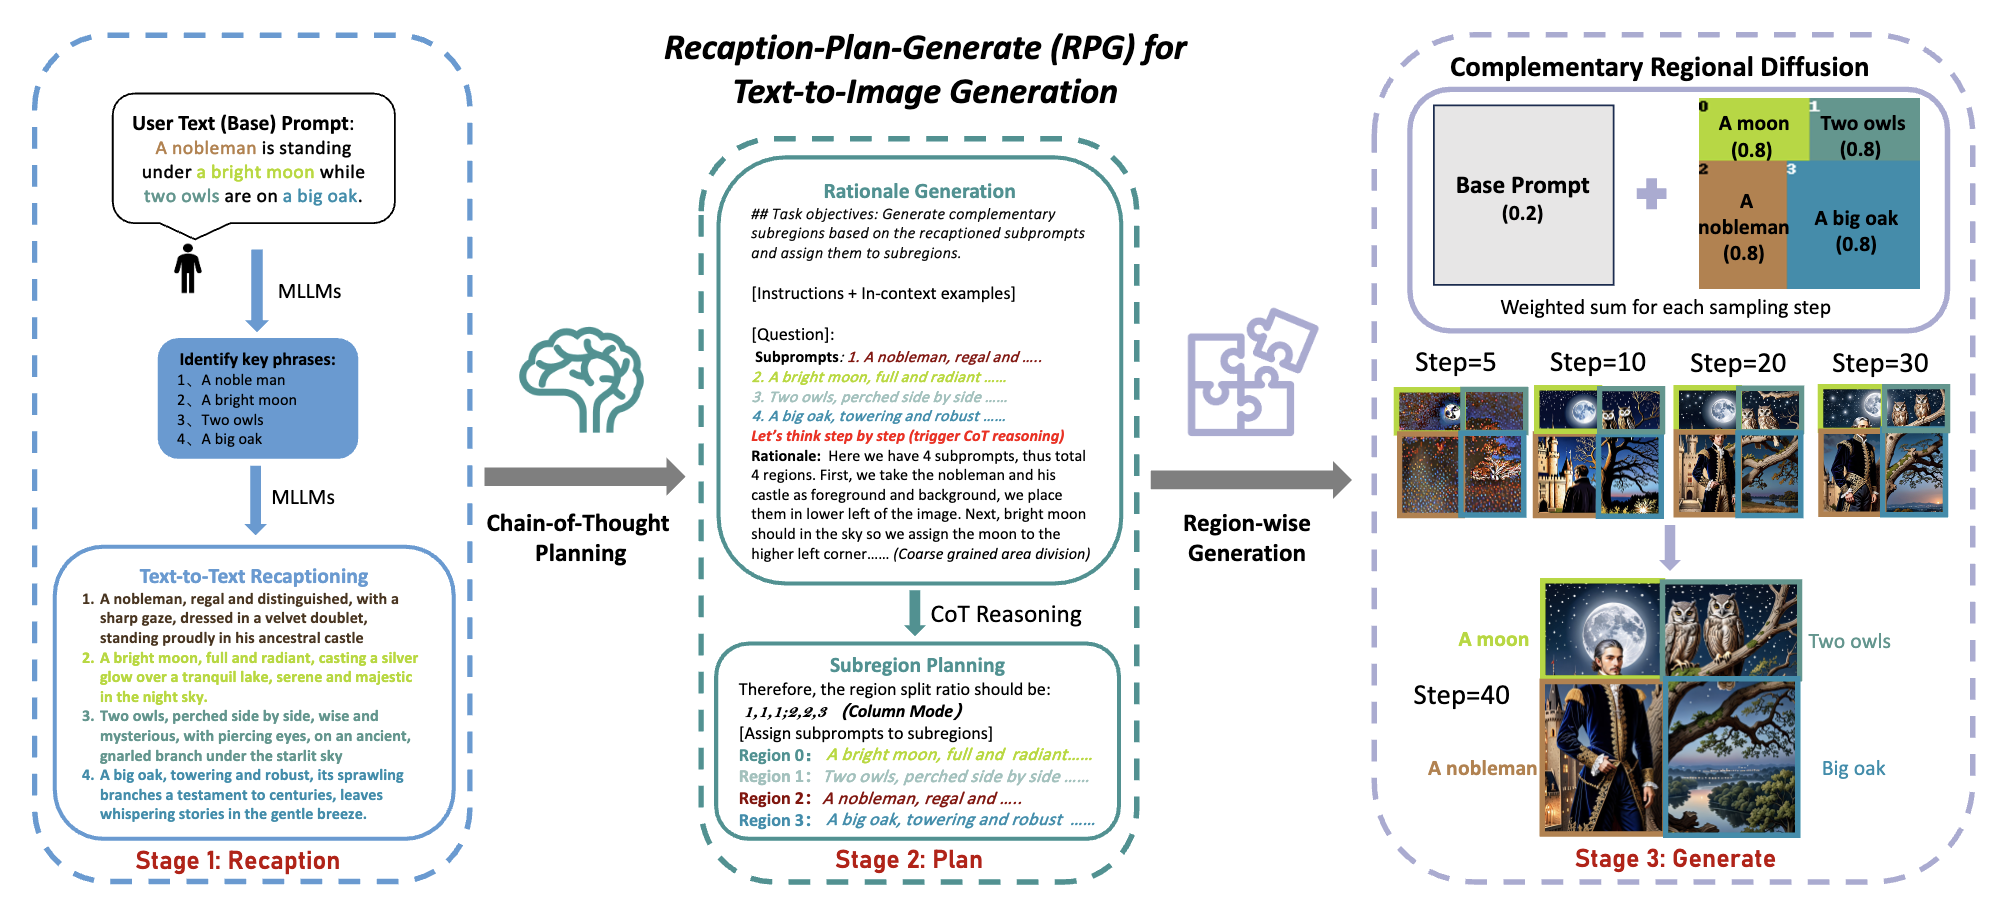 Recaption-Plan-Generate (RPG) for
Text-to-Image Generation
User Text (Base) Prompt:
A nobleman is standing
under a bright moon while
two owls are on a big oak.
MLLMs
Identify key phrases:
1、A noble man
2、A bright moon
3、Two owls
4、A big oak
MLLMs
Text-to-Text Recaptioning
1. A nobleman, regal and distinguished, with a
sharp gaze, dressed in a velvet doublet,
standing proudly in his ancestral castle
2. A bright moon, full and radiant, casting a silver
glow over a tranquil lake, serene and majestic
in the night sky.
3. Two owls, perched side by side, wise and
mysterious, with piercing eyes, on an ancient,
gnarled branch under the starlit sky
4. A big oak, towering and robust, its sprawling
branches a testament to centuries, leaves
whispering stories in the gentle breeze.
Stage 1: Recaption
Chain-of-Thought
Planning
Rationale Generation
## Task objectives: Generate complementary
subregions based on the recaptioned subprompts
and assign them to subregions.
[Instructions + In-context examples]
[Question]:
Subprompts: 1. A nobleman, regal and .....
2. A bright moon, full and radiant ......
3. Two owls, perched side by side ......
4. A big oak, towering and robust ......
Let's think step by step (trigger CoT reasoning)
Rationale: Here we have 4 subprompts, thus total
4 regions. First, we take the nobleman and his
castle as foreground and background, we place
them in lower left of the image. Next, bright moon
should in the sky so we assign the moon to the
higher left corner...... (Coarse grained area division)
CoT Reasoning
Subregion Planning
Therefore, the region split ratio should be:
1,1,1;2,2,3 (Column Mode)
[Assign subprompts to subregions]
Region 0: A bright moon, full and radiant......
Region 1: Two owls, perched side by side ......
Region 2: A nobleman, regal and .....
Region 3: A big oak, towering and robust ......
Stage 2: Plan
Region-wise
Generation
Complementary Regional Diffusion
Base Prompt
(0.2)
0
A moon
(0.8)
1
Two owls
(0.8)
2
A
nobleman
(0.8)
3
A big oak
(0.8)
Weighted sum for each sampling step
Step=5
Step=10
Step=20
Step=30
A moon
Two owls
Step=40
A nobleman
Big oak
Stage 3: Generate